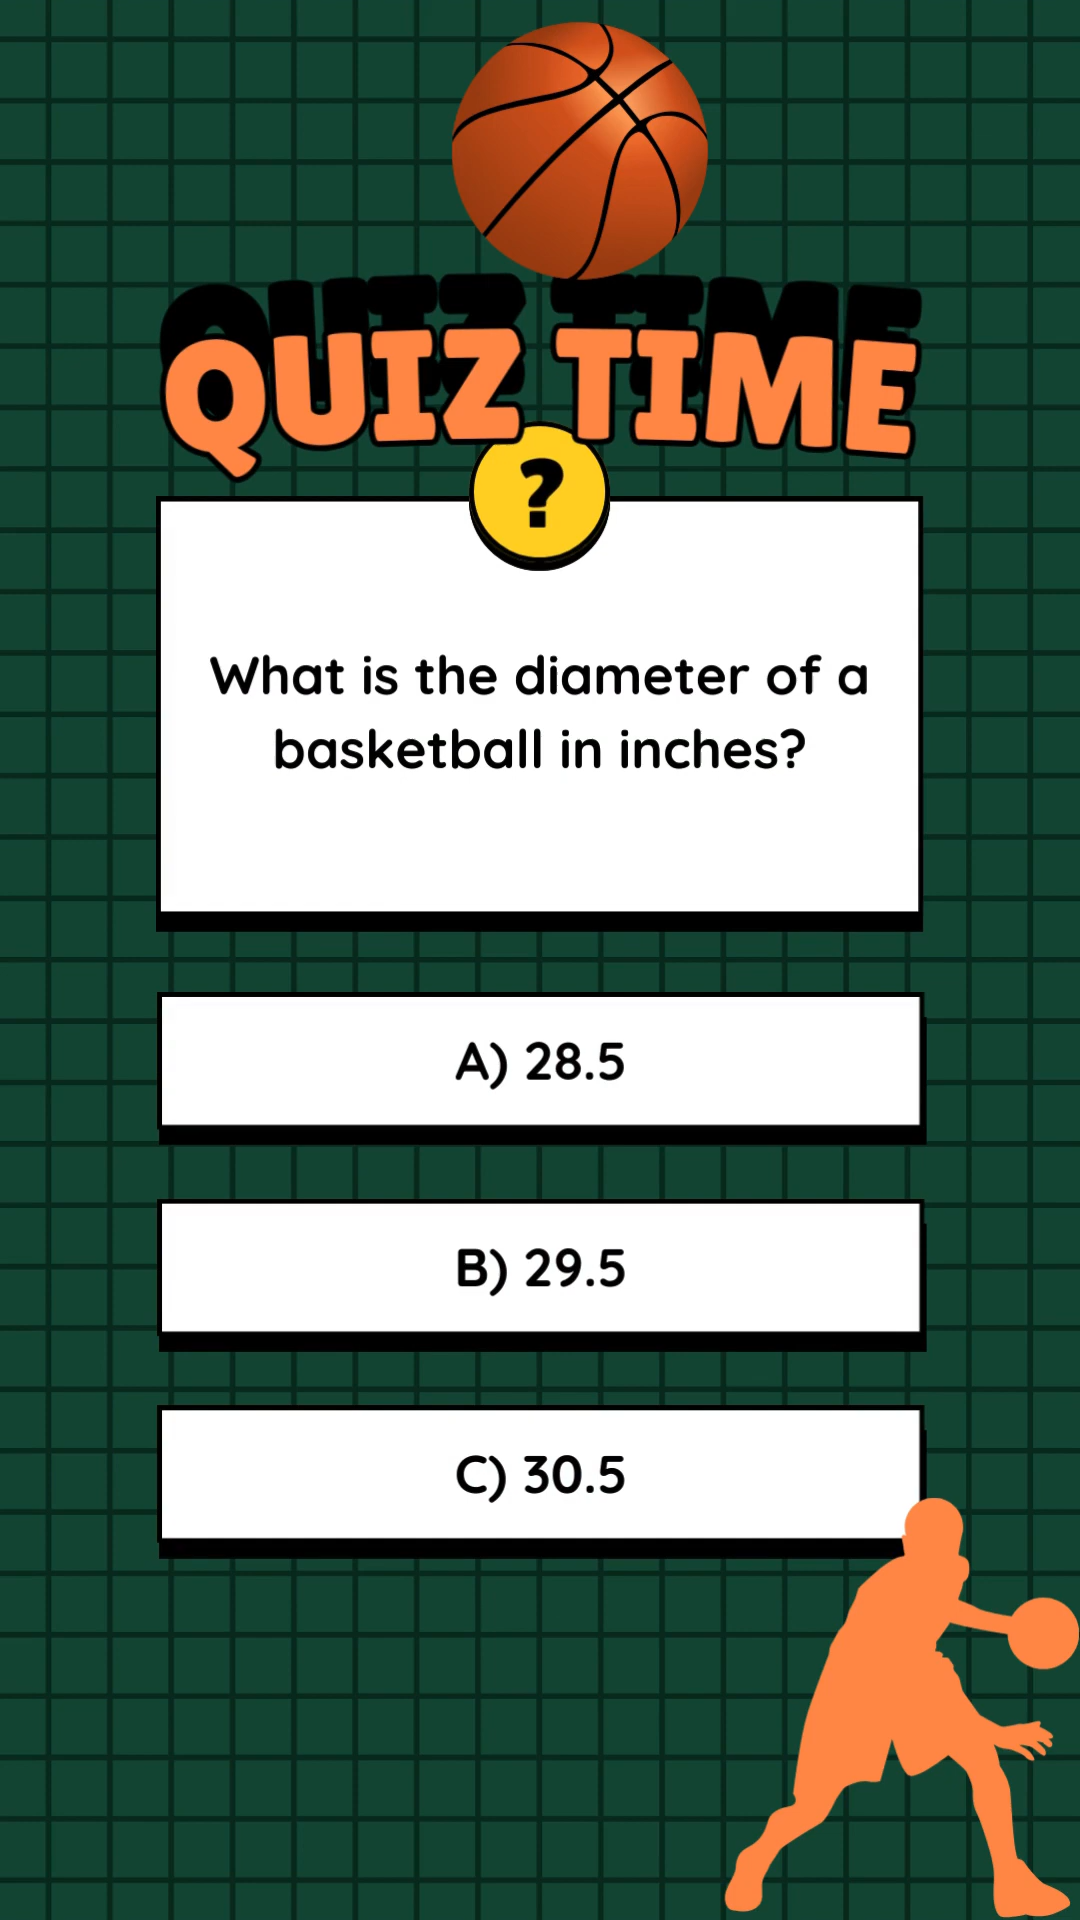 QUIZ TIME
?
What is the diameter of a
basketball in inches?
A) 28.5
B) 29.5
C) 30.5